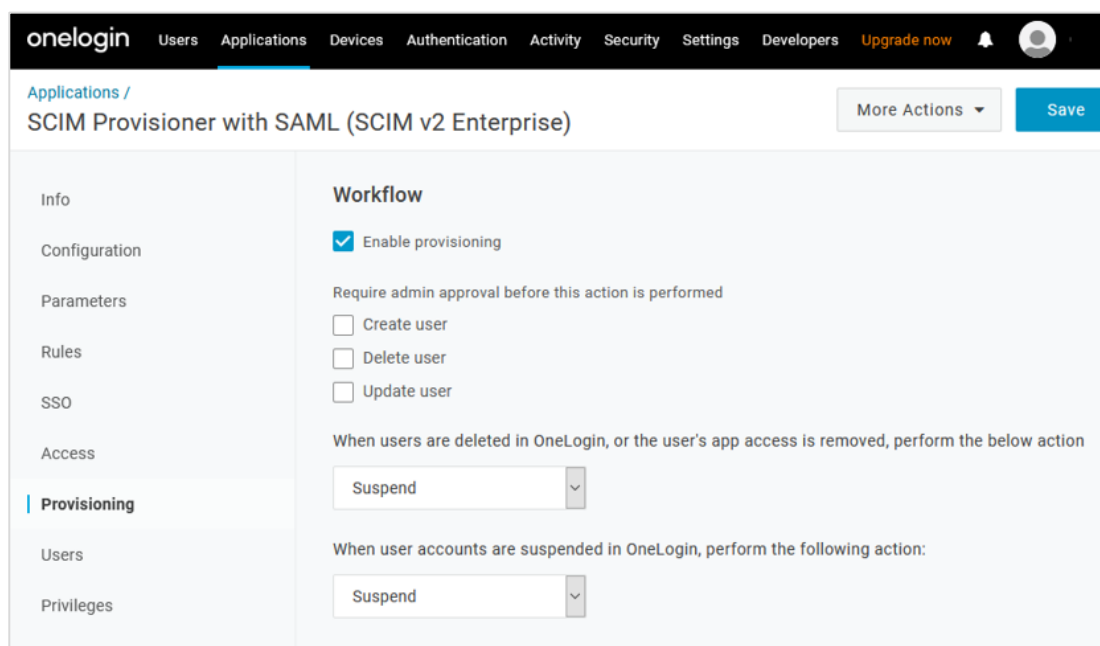 onelogin Users Applications Devices Authentication Activity Security Settings Developers Upgrade now
Applications /
SCIM Provisioner with SAML (SCIM v2 Enterprise)
More Actions
Save
Info
Configuration
Parameters
Rules
SSO
Access
Provisioning
Users
Privileges
Workflow
Enable provisioning
Require admin approval before this action is performed
Create user
Delete user
Update user
When users are deleted in OneLogin, or the user's app access is removed, perform the below action
Suspend
When user accounts are suspended in OneLogin, perform the following action:
Suspend